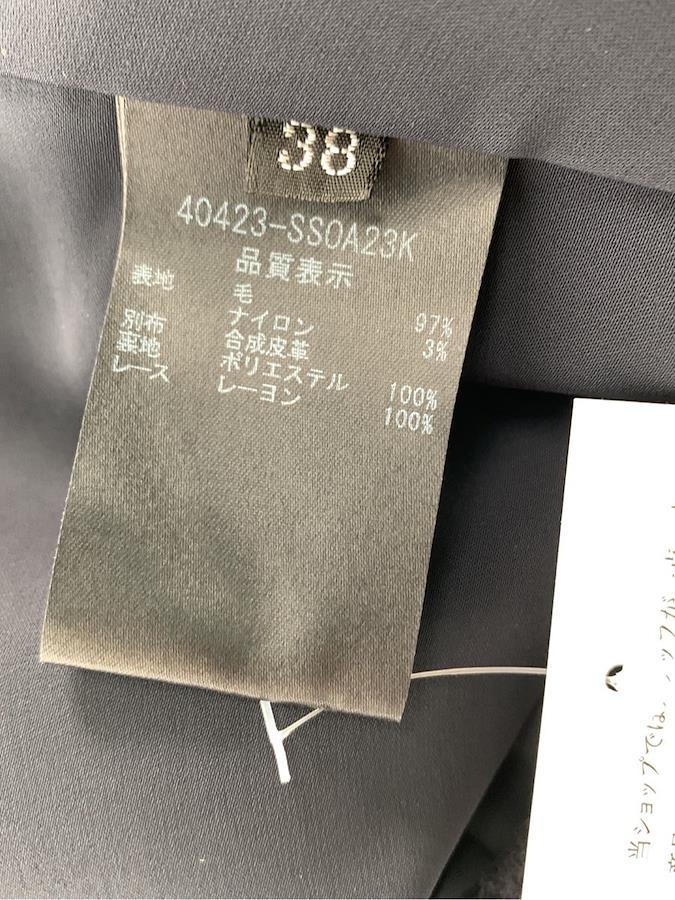 38
40423-SS0A23K
品質表示
表地 毛 97%
ナイロン 3%
別布 合成皮革
裏地 ポリエステル 100%
レース レーヨン 100%
当ショップでは